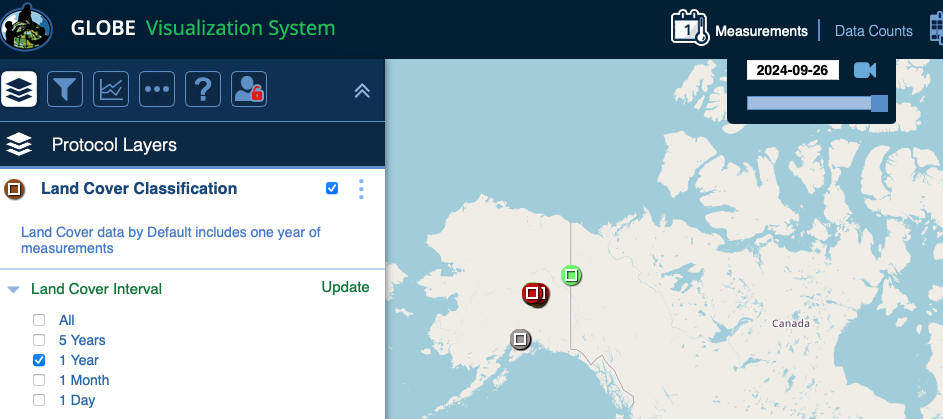 GLOBE Visualization System
1
Measurements
Data Counts
2024-09-26
?
Protocol Layers
Land Cover Classification
Land Cover data by Default includes one year of
measurements
Land Cover Interval
Update
All
5 Years
1 Year
1 Month
1 Day
Canada